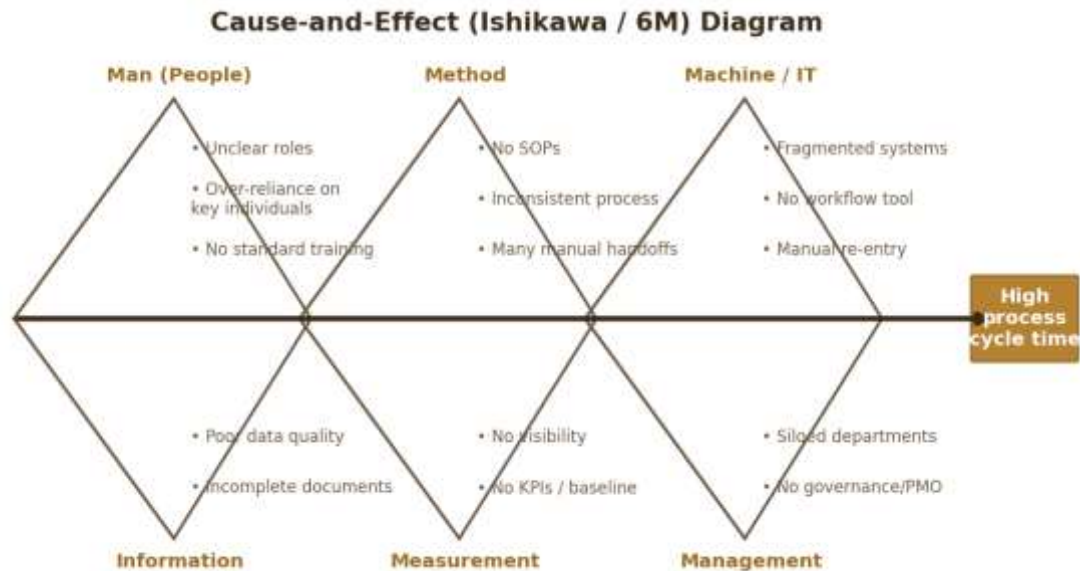 Cause-and-Effect (Ishikawa / 6M) Diagram
Man (People)
Method
Machine / IT
• Unclear roles
• Over-reliance on
key individuals
• No standard training
• No SOPs
• Inconsistent process
• Many manual handoffs
• Fragmented systems
• No workflow tool
• Manual re-entry
High
process
cycle time
• Poor data quality
• Incomplete documents
• No visibility
• No KPIs / baseline
• Siloed departments
• No governance/PMO
Information
Measurement
Management